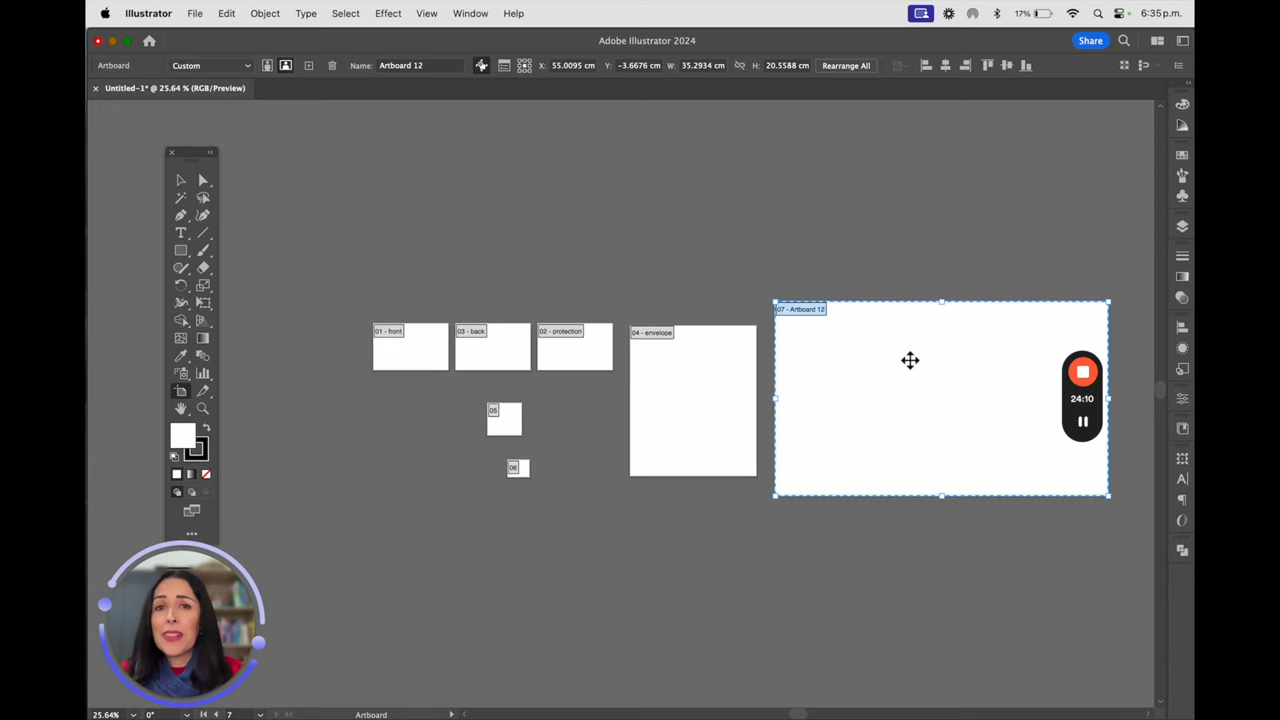 Illustrator File Edit Object Type Select Effect View Window Help 17% 6:35 p.m.
Adobe Illustrator 2024 Share
Artboard Custom Name: Artboard 12 X: 55.0095 cm Y: -3.6676 cm W: 35.2934 cm H: 20.5588 cm Rearrange All
× Untitled-1* @ 25.64 % (RGB/Preview)
07 - Artboard 12
01 - front 03 - back 02 - protection 04 - envelope
24:10
05
06
25.64% 0° 7 Artboard